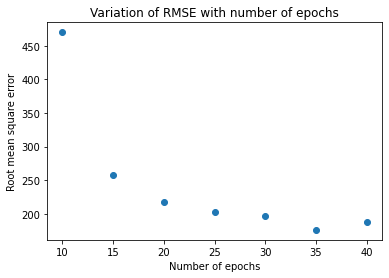 Variation of RMSE with number of epochs
Root mean square error
450
400
350
300
250
200
10 15 20 25 30 35 40
Number of epochs